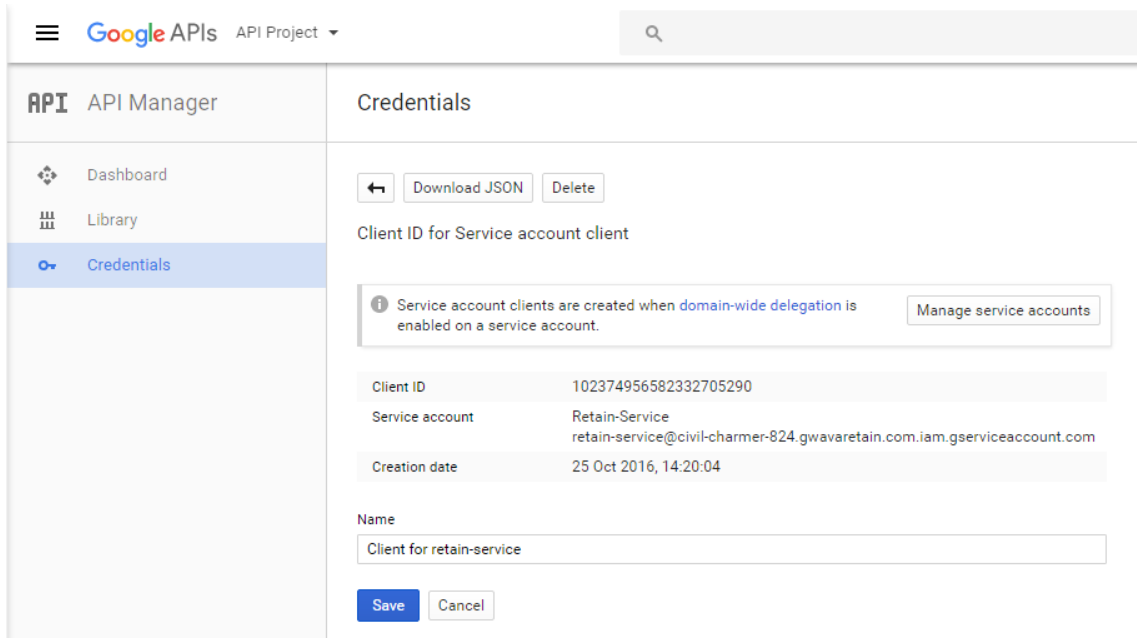 Google APIs API Project
API API Manager
Credentials
Dashboard
Library
Credentials
Download JSON Delete
Client ID for Service account client
Service account clients are created when domain-wide delegation is
enabled on a service account.
Manage service accounts
Client ID 102374956582332705290
Service account Retain-Service
retain-service@civil-charmer-824.gwavaretain.com.iam.gserviceaccount.com
Creation date 25 Oct 2016, 14:20:04
Name
Client for retain-service
Save Cancel